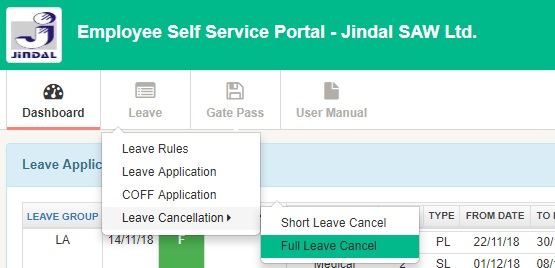 JINDAL
Employee Self Service Portal - Jindal SAW Ltd.
Dashboard Leave Gate Pass User Manual
Leave Rules
Leave Application
COFF Application
Leave Cancellation
Short Leave Cancel
Full Leave Cancel
Leave Applic
LEAVE GROUP TYPE FROM DATE TO D
LA 14/11/18 F PL 22/11/18 30/
Medical 2 SL 01/12/18 08/